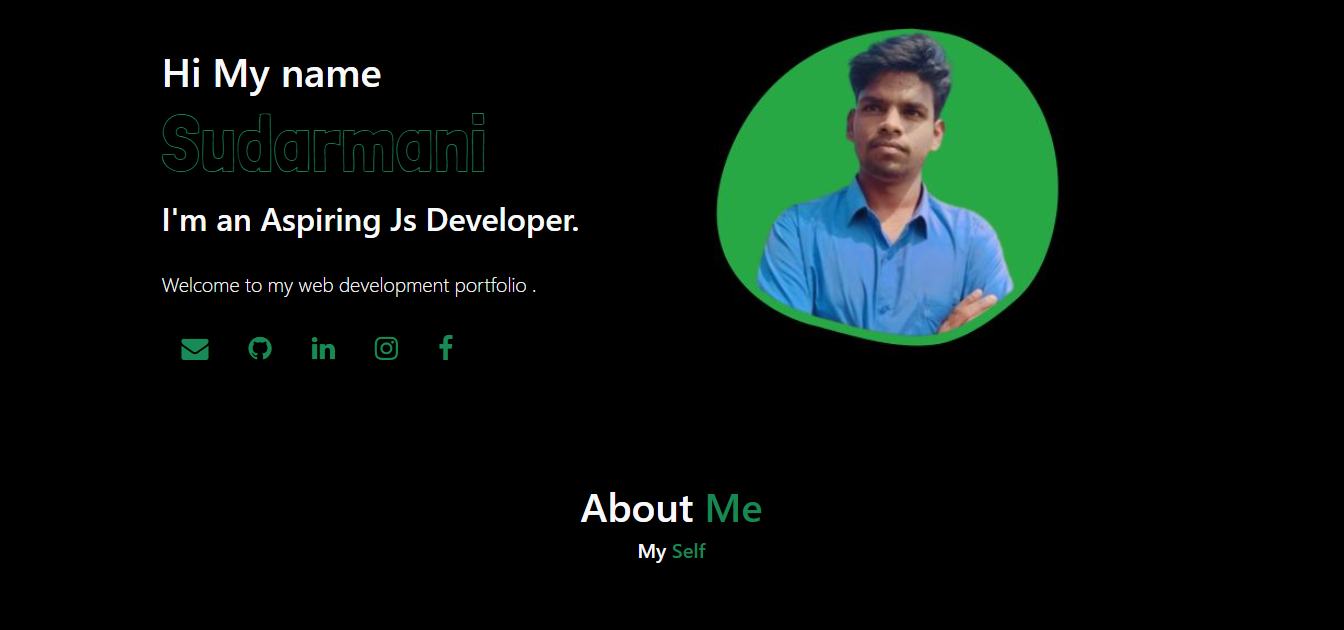 Hi My name
Sudarmani
I'm an Aspiring Js Developer.
Welcome to my web development portfolio .
About Me
My Self